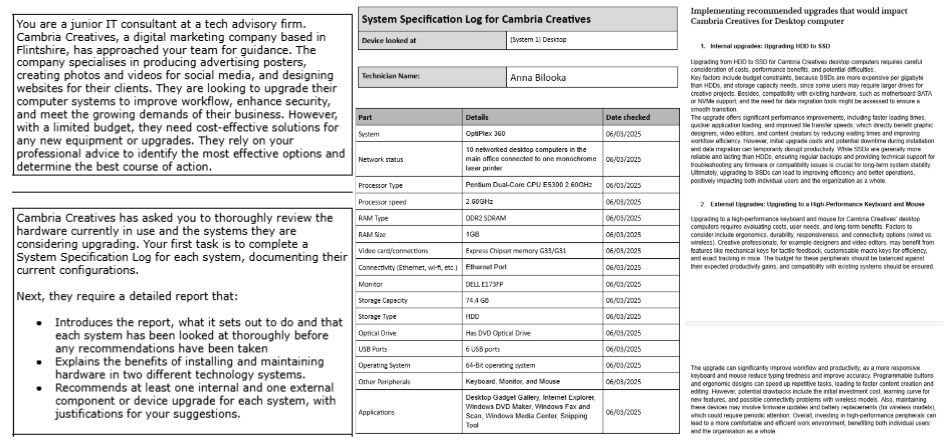 You are a junior IT consultant at a tech advisory firm.
Cambria Creatives, a digital marketing company based in
Flintshire, has approached your team for guidance. The
company specialises in producing advertising posters,
creating photos and videos for social media, and designing
websites for their clients. They are looking to upgrade their
computer systems to improve workflow, enhance security,
and meet the growing demands of their business. However,
with a limited budget, they need cost-effective solutions for
any new equipment or upgrades. They rely on your
professional advice to identify the most effective options and
determine the best course of action.
Cambria Creatives has asked you to thoroughly review the
hardware currently in use and the systems they are
considering upgrading. Your first task is to complete a
System Specification Log for each system, documenting their
current configurations.
Next, they require a detailed report that:
• Introduces the report, what it sets out to do and that
each system has been looked at thoroughly before
any recommendations have been taken
• Explains the benefits of installing and maintaining
hardware in two different technology systems.
• Recommends at least one internal and one external
component or device upgrade for each system, with
justifications for your suggestions.
System Specification Log for Cambria Creatives
Device looked at (System 1) Desktop
Technician Name: Anna Bilooka
Part Details Date checked
System OptiPlex 360 06/03/2025
Network status 10 networked desktop computers in the
main office connected to one monochrome
laser printer 06/03/2025
Processor Type Pentium Dual-Core CPU E5300 2.60GHz 06/03/2025
Processor speed 2.60GHz 06/03/2025
RAM Type DDR2 SDRAM 06/03/2025
RAM Size 1GB 06/03/2025
Video card/connections Express Chipset memory G33/G31 06/03/2025
Connectivity (Ethernet, wi-fi, etc.) Ethernet Port 06/03/2025
Monitor DELL E173FP 06/03/2025
Storage Capacity 74.4 GB 06/03/2025
Storage Type HDD 06/03/2025
Optical Drive Has DVD Optical Drive 06/03/2025
USB Ports 6 USB ports 06/03/2025
Operating System 64-Bit operating system 06/03/2025
Other Peripherals Keyboard, Monitor, and Mouse 06/03/2025
Applications Desktop Gadget Gallery, Internet Explorer,
Windows DVD Maker, Windows Fax and
Scan, Windows Media Center, Snipping
Tool 06/03/2025
Implementing recommended upgrades that would impact
Cambria Creatives for Desktop computer
1. Internal upgrades: Upgrading HDD to SSD
Upgrading from HDD to SSD for Cambria Creatives desktop computers requires careful
consideration of costs, performance benefits, and potential difficulties.
Key factors include budget constraints, because SSDs are more expensive per gigabyte
than HDDs, and storage capacity needs, since some users may require larger drives for
creative projects. Besides, compatibility with existing hardware, such as motherboard SATA
or NVMe support, and the need for data migration tools might be assessed to ensure a
smooth transition.
The upgrade offers significant performance improvements, including faster loading times,
quicker application loading, and improved file transfer speeds, which directly benefit graphic
designers, video editors, and content creators by reducing waiting times and improving
workflow efficiency. However, initial upgrade costs and potential downtime during installation
and data migration can temporarily disrupt productivity. While SSDs are generally more
reliable and lasting than HDDs, ensuring regular backups and providing technical support for
troubleshooting any firmware or compatibility issues is crucial for long-term system stability.
Ultimately, upgrading to SSDs can lead to improving efficiency and better operations,
positively impacting both individual users and the organisation as a whole.
2. External Upgrades: Upgrading to a High Performance Keyboard and Mouse
Upgrading to a high-performance keyboard and mouse for Cambria Creatives' desktop
computers requires evaluating costs, user needs, and long-term benefits. Factors to
consider include ergonomics, durability, responsiveness, and connectivity options (wired vs.
wireless). Creative professionals, for example designers and video editors, may benefit from
features like mechanical keys for tactile feedback, customisable macro keys for efficiency,
and exact tracking in mice. The budget for these peripherals should be balanced against
their expected productivity gains, and compatibility with existing systems should be ensured.
The upgrade can significantly improve workflow and productivity, as a more responsive
keyboard and mouse reduce typing tiredness and improve accuracy. Programmable buttons
and ergonomic designs can speed up repetitive tasks, leading to faster content creation and
editing. However, potential drawbacks include the initial investment cost, learning curve for
new features, and possible connectivity problems with wireless models. Also, maintaining
these devices may involve firmware updates and battery replacements (for wireless models),
which could require periodic attention. Overall, investing in high-performance peripherals can
lead to a more comfortable and efficient work environment, benefiting both individual users
and the organisation as a whole